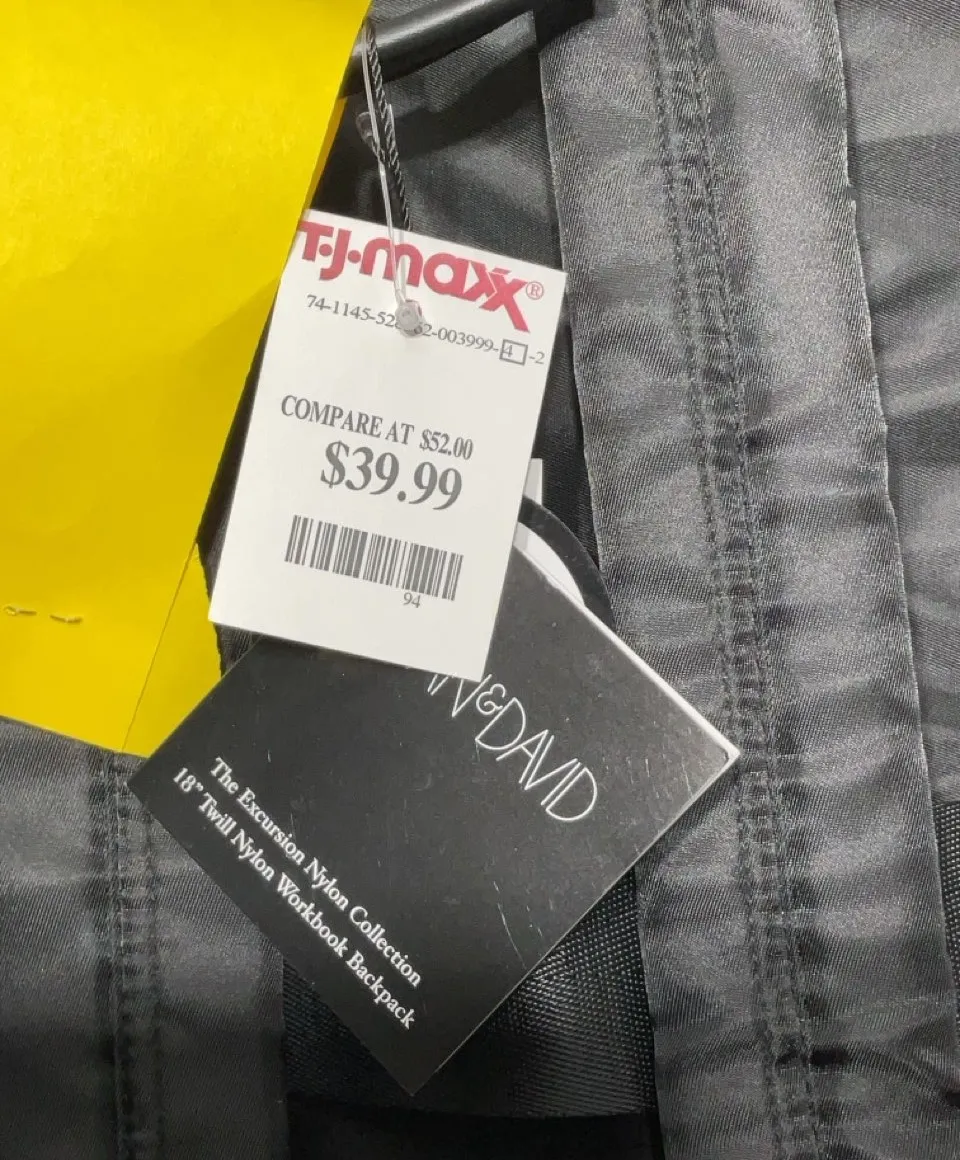 T·J·maxx®
74-1145-52 2-003999-4-2
COMPARE AT $52.00
$39.99
94
N&DAVID
The Excursion Nylon Collection
18” Twill Nylon Workbook Backpack